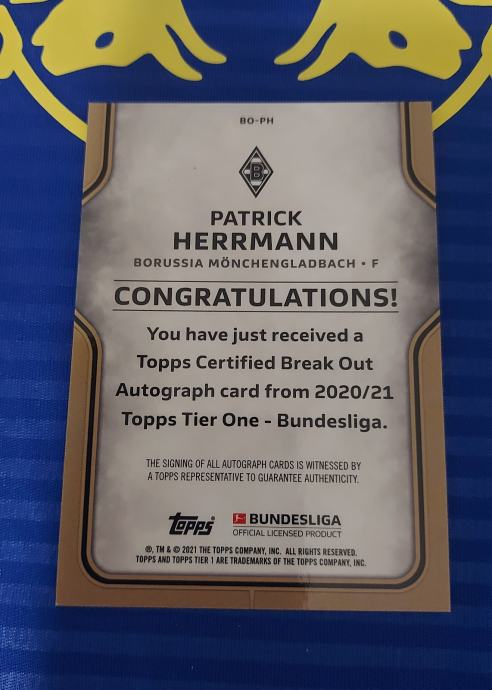 BO-PH
B
PATRICK
HERRMANN
BORUSSIA MÖNCHENGLADBACH • F
CONGRATULATIONS!
You have just received a
Topps Certified Break Out
Autograph card from 2020/21
Topps Tier One - Bundesliga.
THE SIGNING OF ALL AUTOGRAPH CARDS IS WITNESSED BY
A TOPPS REPRESENTATIVE TO GUARANTEE AUTHENTICITY.
Topps BUNDESLIGA
OFFICIAL LICENSED PRODUCT
®, TM & © 2021 THE TOPPS COMPANY, INC. ALL RIGHTS RESERVED.
TOPPS AND TOPPS TIER 1 ARE TRADEMARKS OF THE TOPPS COMPANY, INC.